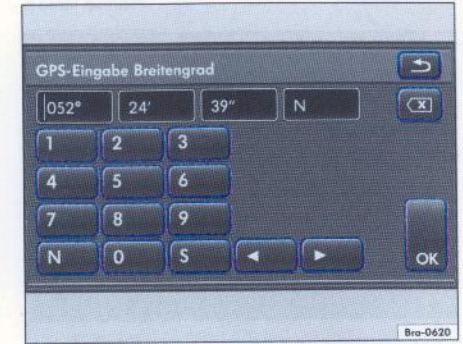 GPS-Eingabe Breitengrad
052° 24' 39" N
1 2 3
4 5 6
7 8 9
N 0 S ◄ ► OK
Bra-0620